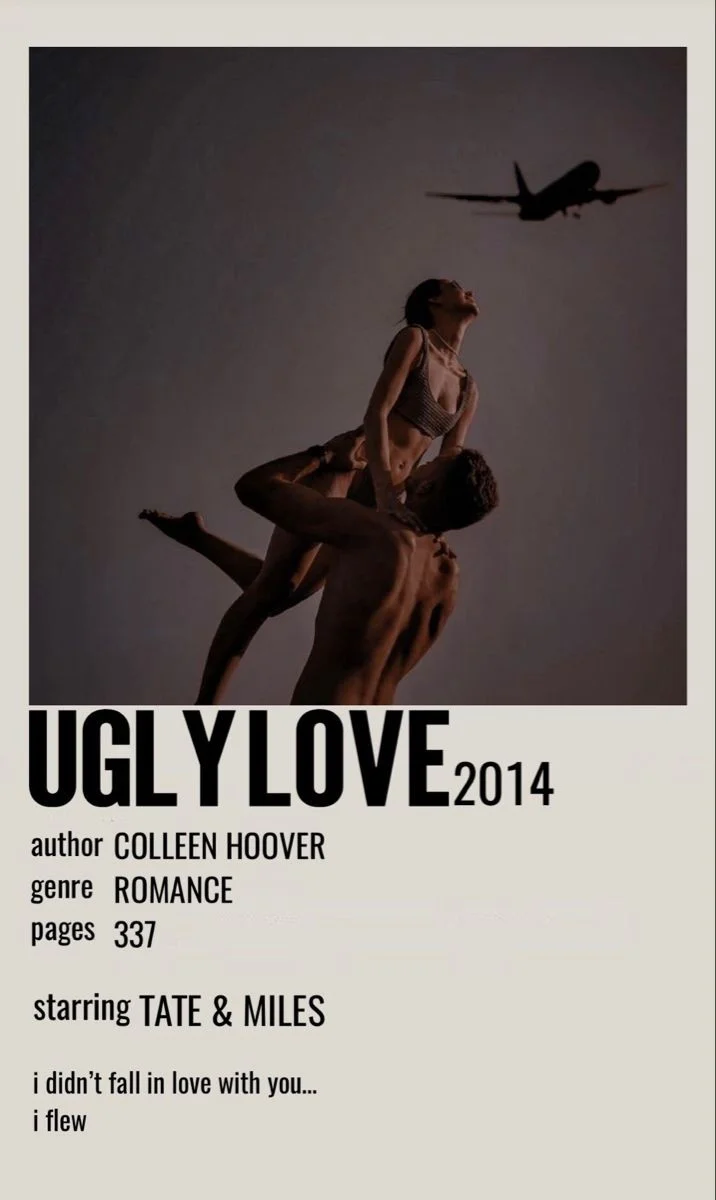 UGLY LOVE 2014
author COLLEEN HOOVER
genre ROMANCE
pages 337
starring TATE & MILES
i didn't fall in love with you...
i flew